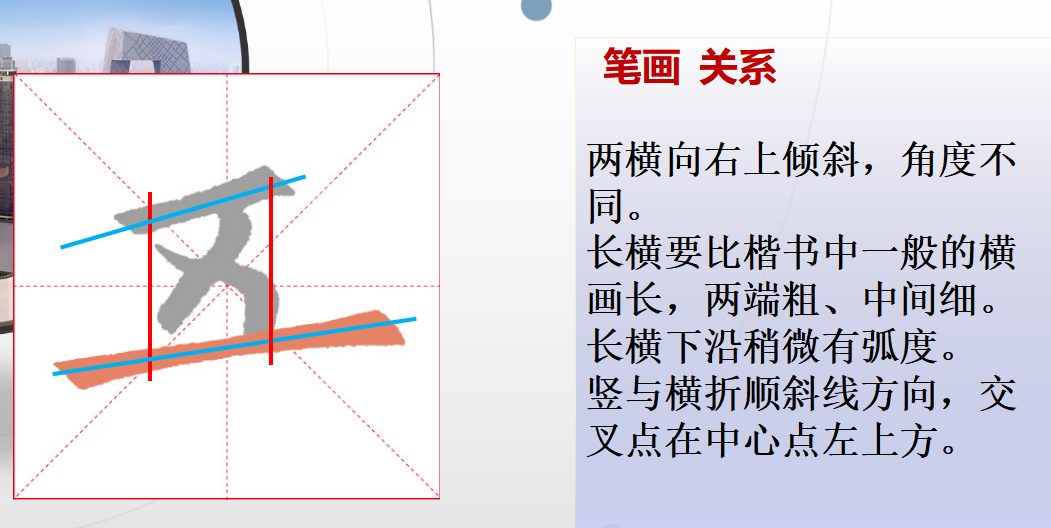 五
笔画 关系
两横向右上倾斜，角度不
同。
长横要比楷书中一般的横
画长，两端粗、中间细。
长横下沿稍微有弧度。
竖与横折顺斜线方向，交
叉点在中心点左上方。